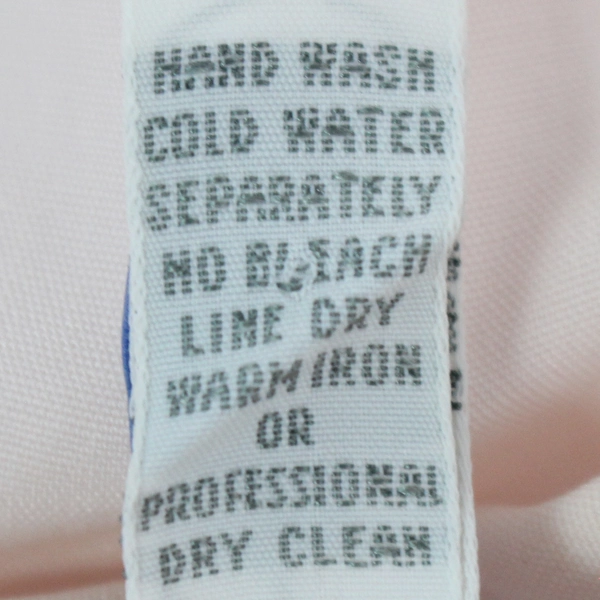 HAND WASH
COLD WATER
SEPARATELY
NO BLEACH
LINE DRY
WARM IRON
OR
PROFESSIONAL
DRY CLEAN